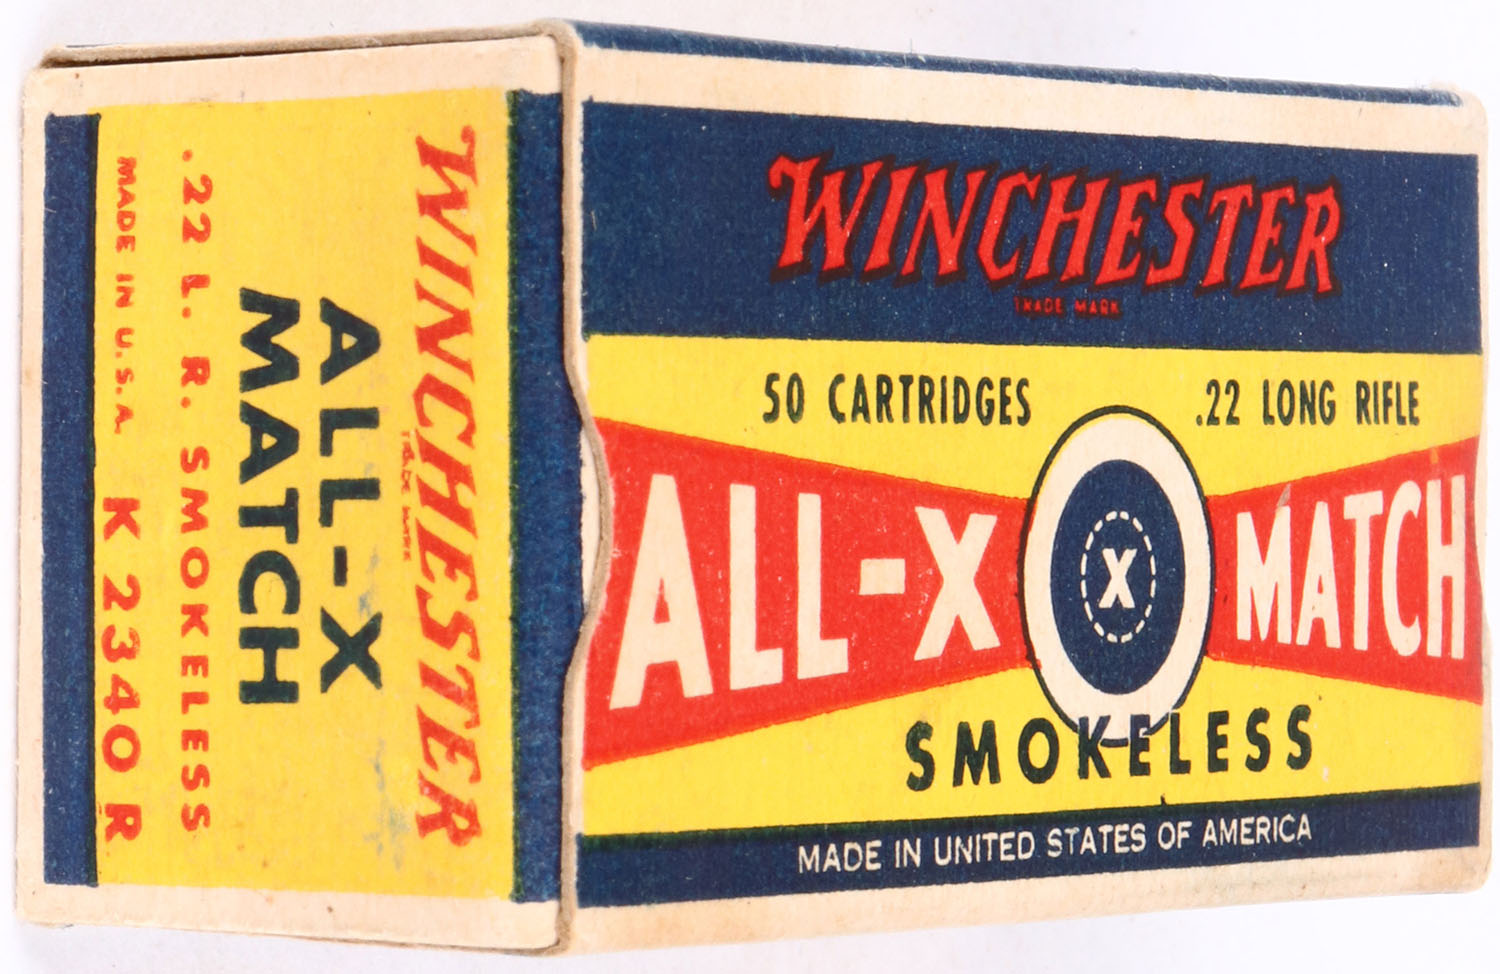 WINCHESTER
TRADE MARK
50 CARTRIDGES .22 LONG RIFLE
ALL-X X MATCH
SMOKELESS
MADE IN UNITED STATES OF AMERICA
WINCHESTER
TRADE MARK
ALL-X
MATCH
.22 L. R. SMOKELESS
MADE IN U.S.A. K 2340 R